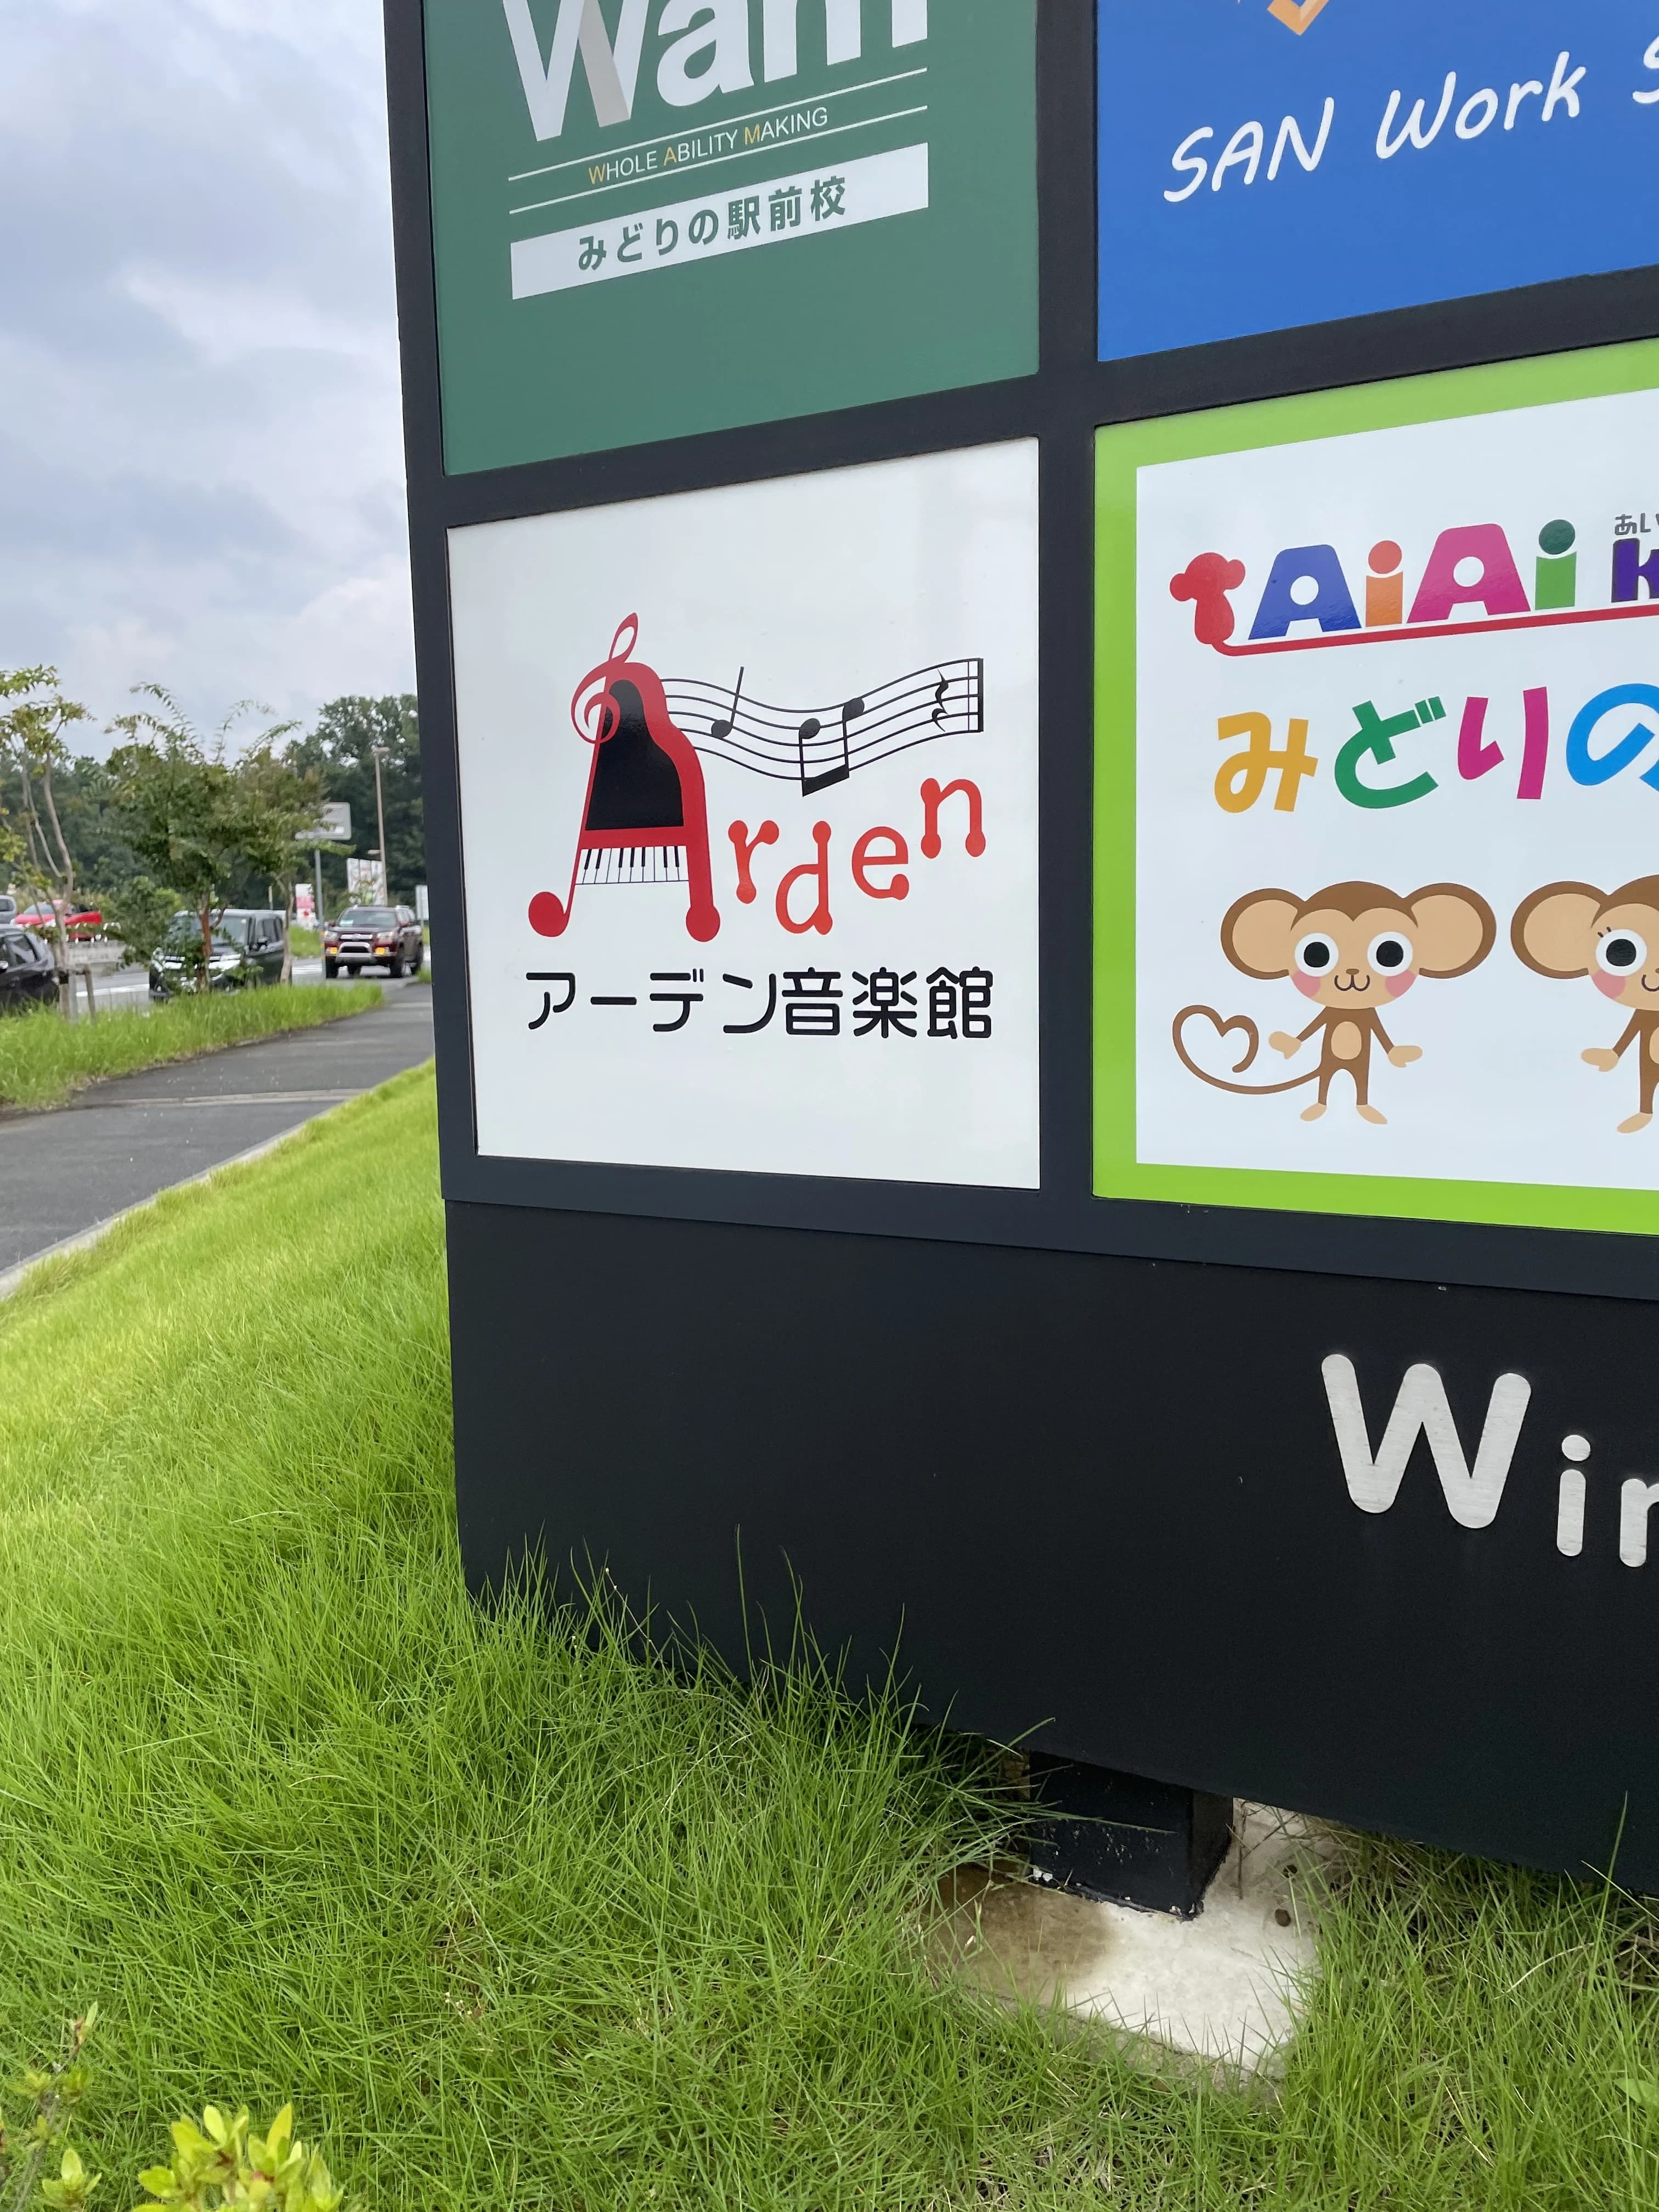 Wam
WHOLE ABILITY MAKING
みどりの駅前校
SAN Work
Arden
アーデン音楽館
AiAi
みどりの